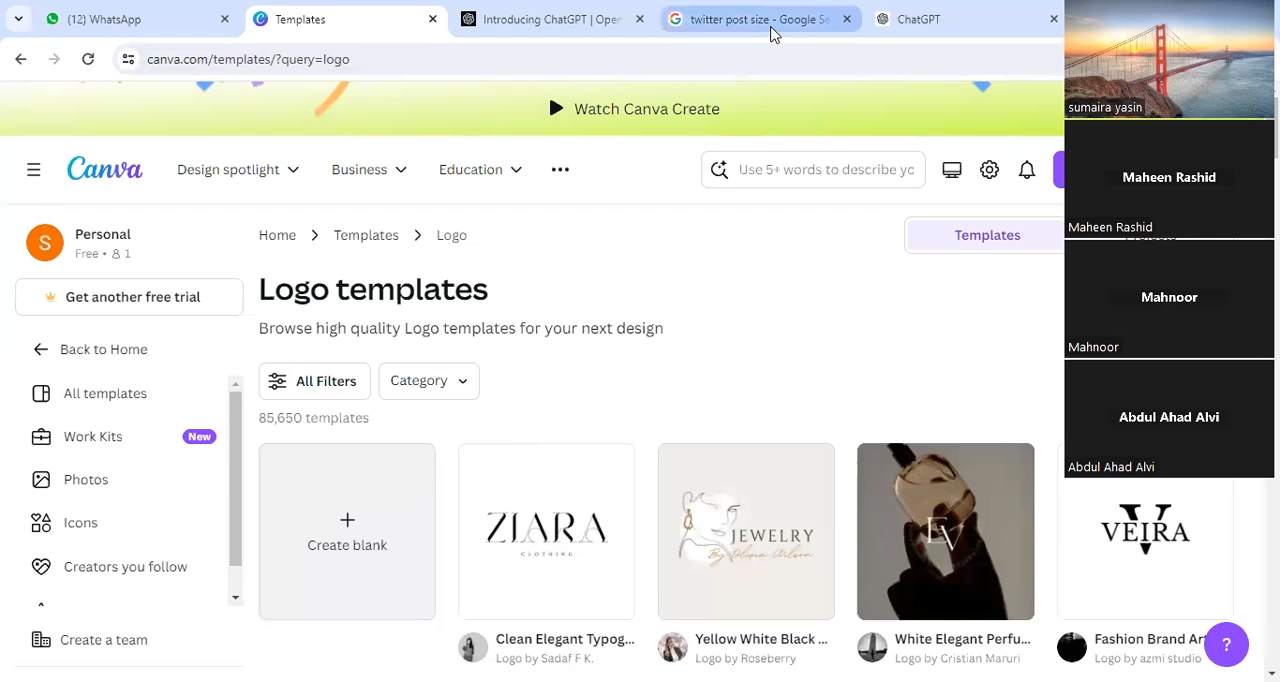 (12) WhatsApp
Templates
Introducing ChatGPT | Open
twitter post size - Google Se
ChatGPT
canva.com/templates/?query=logo
Watch Canva Create
Canva
Design spotlight
Business
Education
Use 5+ words to describe yc
S
Personal
Free • 1
Home
Templates
Logo
Templates
Get another free trial
Logo templates
Browse high quality Logo templates for your next design
Back to Home
All Filters
Category
All templates
85,650 templates
Work Kits
New
Photos
Icons
Creators you follow
Create a team
Create blank
ZIARA
CLOTHING
JEWELRY
By Olivia Wilson
EV
V
VEIRA
Clean Elegant Typog...
Logo by Sadaf F K.
Yellow White Black ...
Logo by Roseberry
White Elegant Perfu...
Logo by Cristian Maruri
Fashion Brand Ar
Logo by azmi studio
?
sumaira yasin
Maheen Rashid
Maheen Rashid
Mahnoor
Mahnoor
Abdul Ahad Alvi
Abdul Ahad Alvi